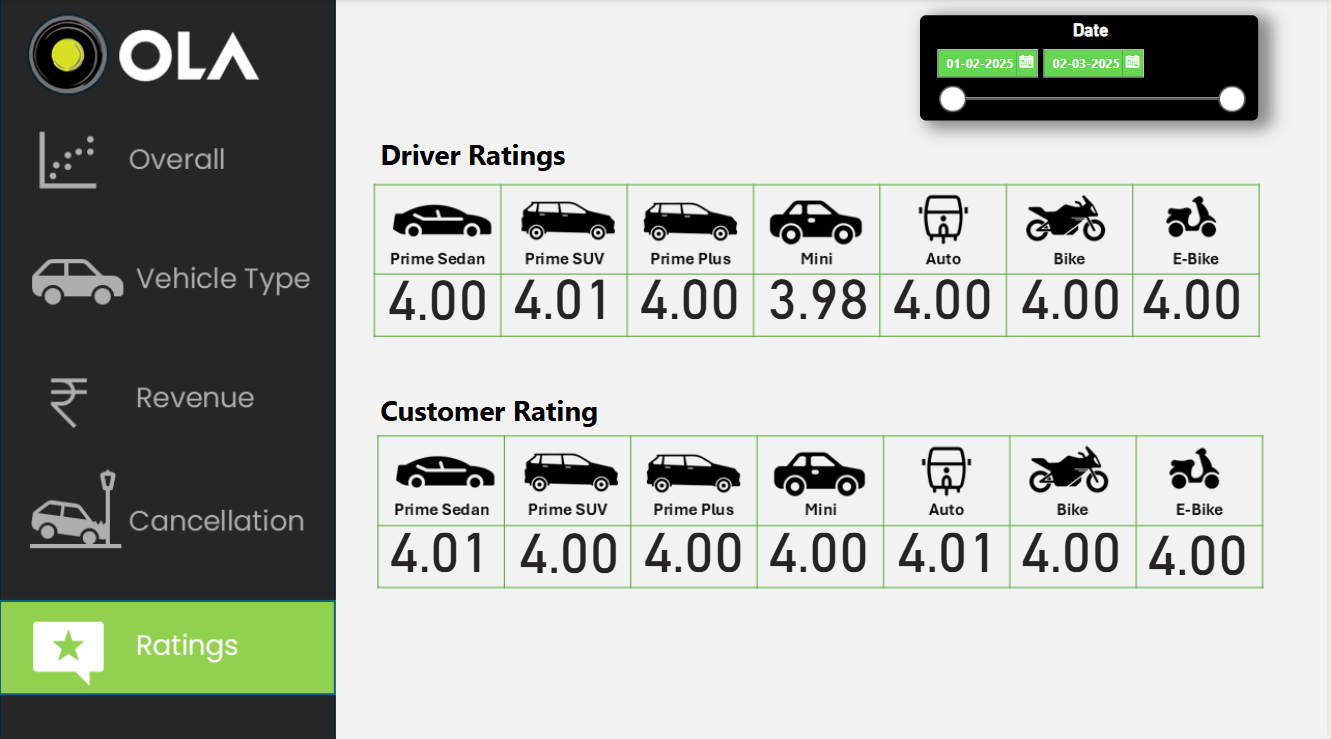 OLA
Overall
Vehicle Type
Revenue
Cancellation
Ratings
Date
01-02-2025 02-03-2025
Driver Ratings
Prime Sedan Prime SUV Prime Plus Mini Auto Bike E-Bike
4.00 4.01 4.00 3.98 4.00 4.00 4.00
Customer Rating
Prime Sedan Prime SUV Prime Plus Mini Auto Bike E-Bike
4.01 4.00 4.00 4.00 4.01 4.00 4.00